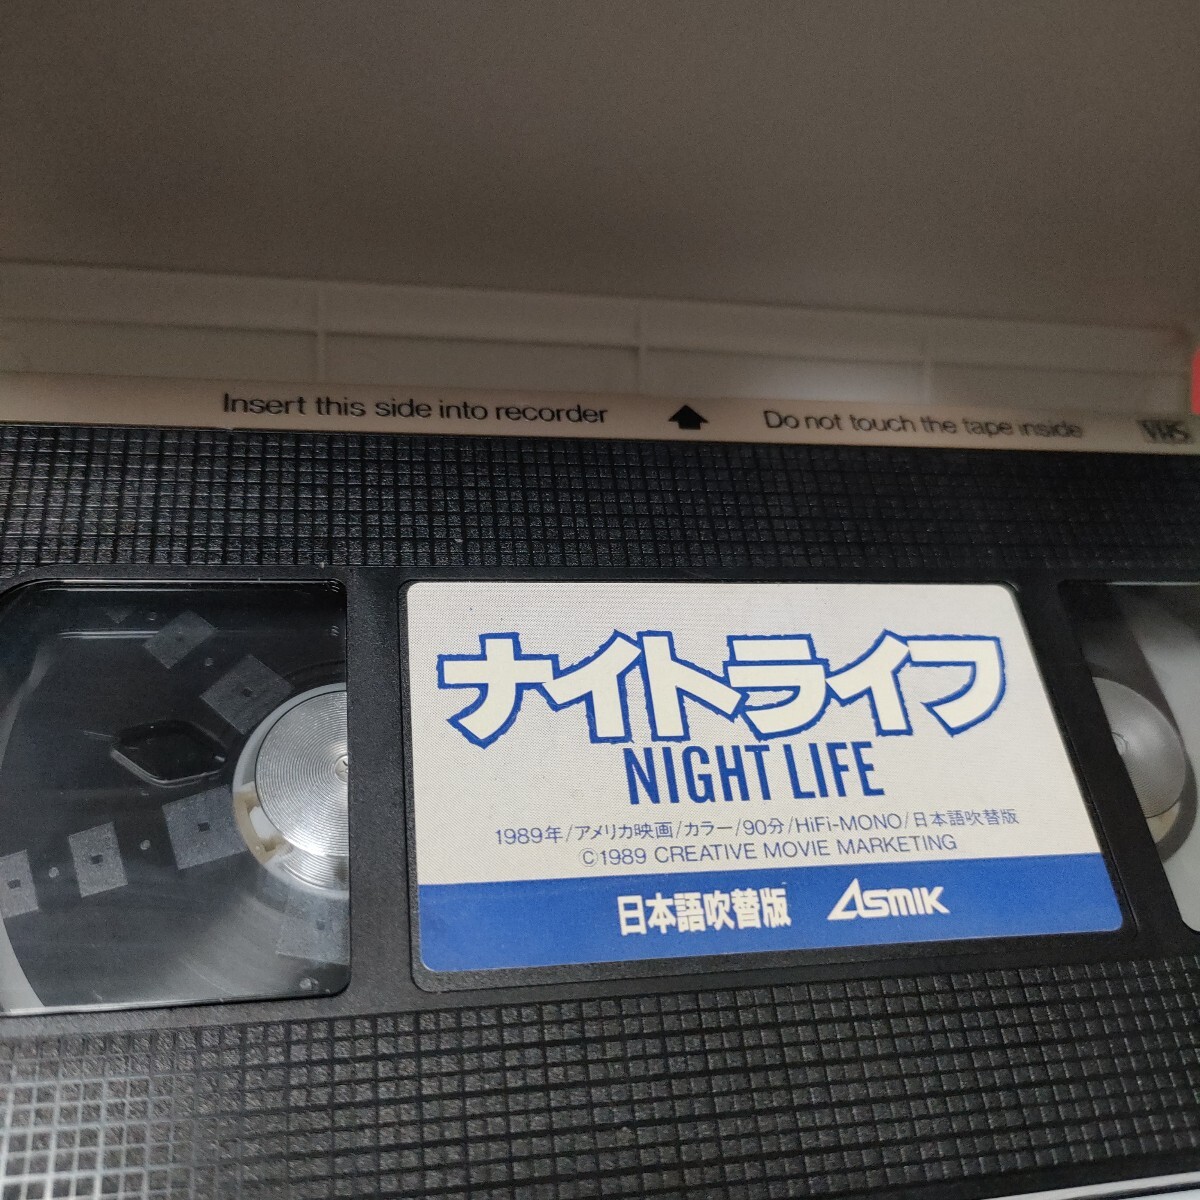 Insert this side into recorder
Do not touch the tape inside
VHS
ナイトライフ
NIGHT LIFE
1989年/アメリカ映画/カラー/90分/HiFi-MONO/日本語吹替版
©1989 CREATIVE MOVIE MARKETING
日本語吹替版 ASMIK